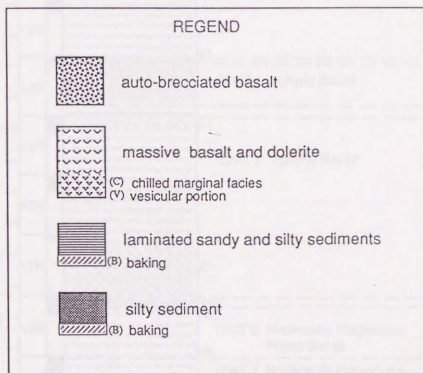 REGEND
auto-brecciated basalt
massive basalt and dolerite
(C) chilled marginal facies
(V) vesicular portion
laminated sandy and silty sediments
(B) baking
silty sediment
(B) baking